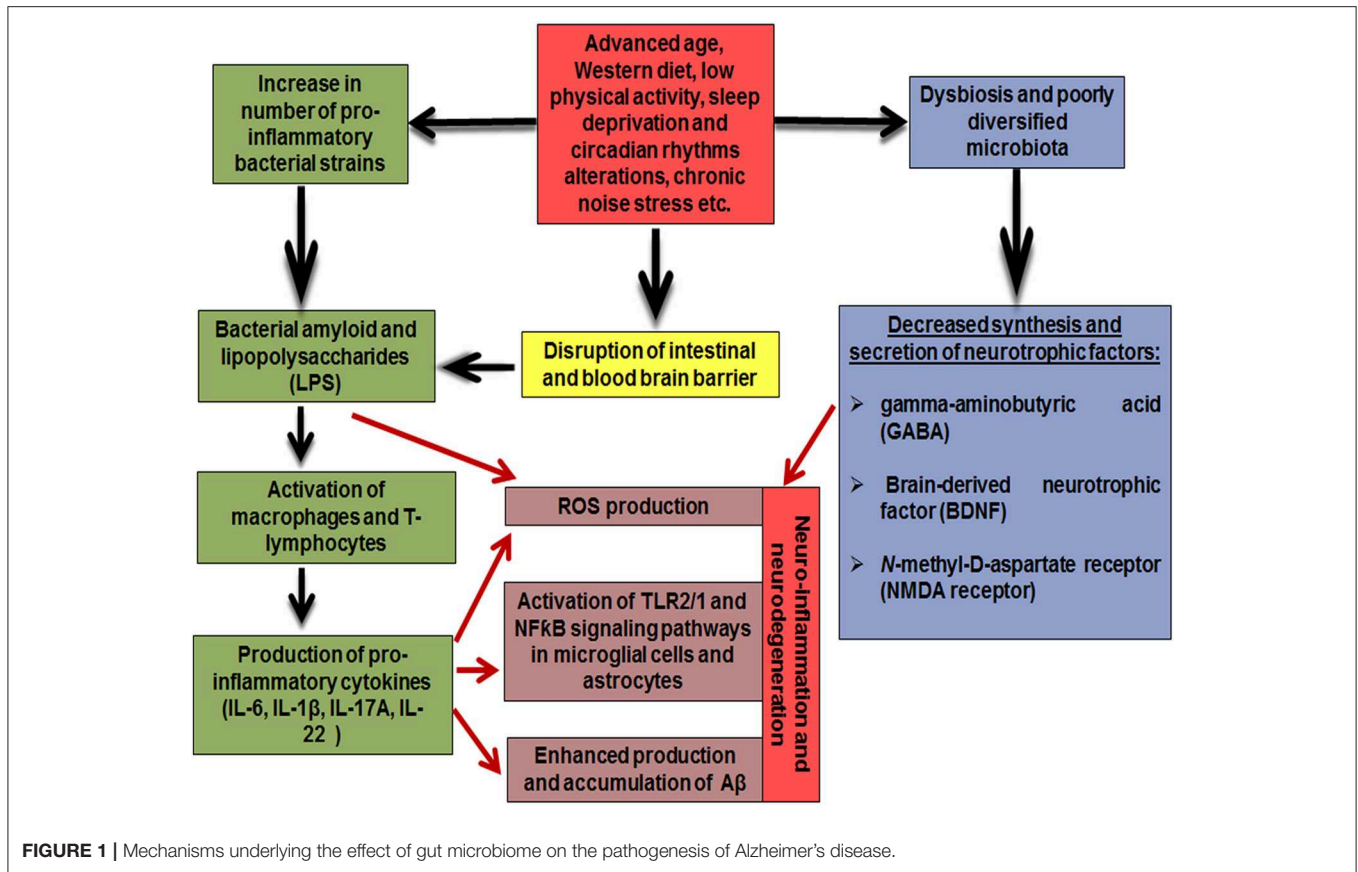 Advanced age,
Western diet, low
physical activity, sleep
deprivation and
circadian rhythms
alterations, chronic
noise stress etc.
Increase in
number of pro-
inflammatory
bacterial strains
Dysbiosis and poorly
diversified
microbiota
Bacterial amyloid and
lipopolysaccharides
(LPS)
Disruption of intestinal
and blood brain barrier
Decreased synthesis and
secretion of neurotrophic factors:
➢ gamma-aminobutyric acid
(GABA)
➢ Brain-derived neurotrophic
factor (BDNF)
➢ N-methyl-D-aspartate receptor
(NMDA receptor)
Activation of
macrophages and T-
lymphocytes
Production of pro-
inflammatory cytokines
(IL-6, IL-1β, IL-17A, IL-
22 )
ROS production
Activation of TLR2/1 and
NFҟB signaling pathways
in microglial cells and
astrocytes
Enhanced production
and accumulation of Aβ
Neuro-inflammation and
neurodegeneration
FIGURE 1 | Mechanisms underlying the effect of gut microbiome on the pathogenesis of Alzheimer's disease.